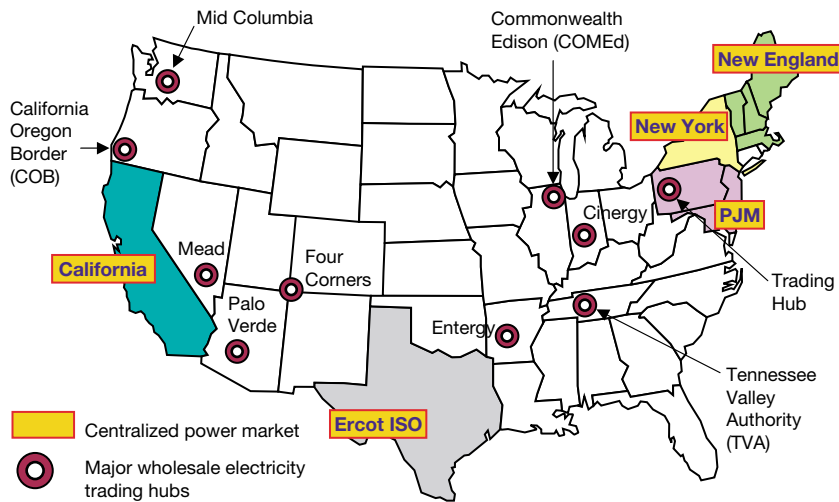 Mid Columbia
Commonwealth
Edison (COMEd)
New England
California
Oregon
Border
(COB)
New York
Cinergy
PJM
Mead
Four
Corners
California
Trading
Hub
Palo
Verde
Entergy
Tennessee
Valley
Authority
(TVA)
Ercot ISO
Centralized power market
Major wholesale electricity
trading hubs